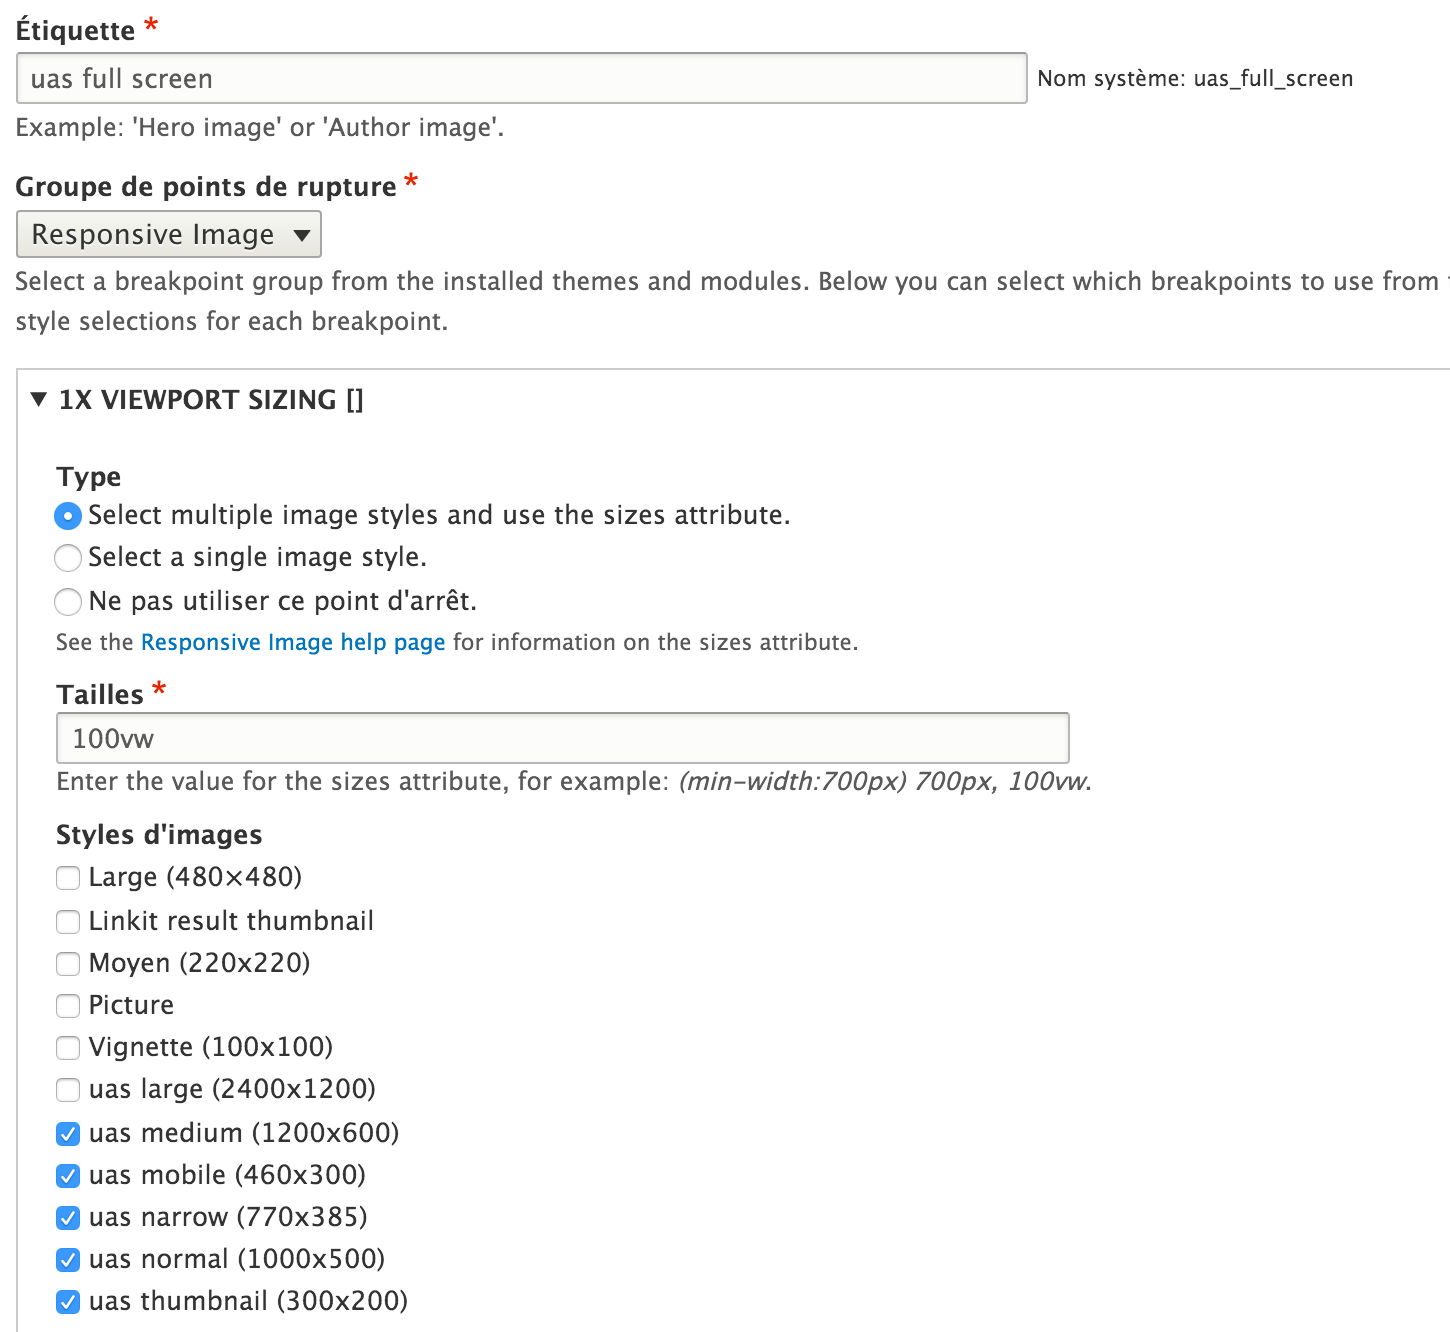 Étiquette *
uas full screen
Nom système: uas_full_screen
Example: 'Hero image' or 'Author image'.
Groupe de points de rupture *
Responsive Image
Select a breakpoint group from the installed themes and modules. Below you can select which breakpoints to use from
style selections for each breakpoint.
1X VIEWPORT SIZING []
Type
Select multiple image styles and use the sizes attribute.
Select a single image style.
Ne pas utiliser ce point d'arrêt.
See the Responsive Image help page for information on the sizes attribute.
Tailles *
100vw
Enter the value for the sizes attribute, for example: (min-width:700px) 700px, 100vw.
Styles d'images
Large (480×480)
Linkit result thumbnail
Moyen (220x220)
Picture
Vignette (100x100)
uas large (2400x1200)
uas medium (1200x600)
uas mobile (460x300)
uas narrow (770x385)
uas normal (1000x500)
uas thumbnail (300x200)